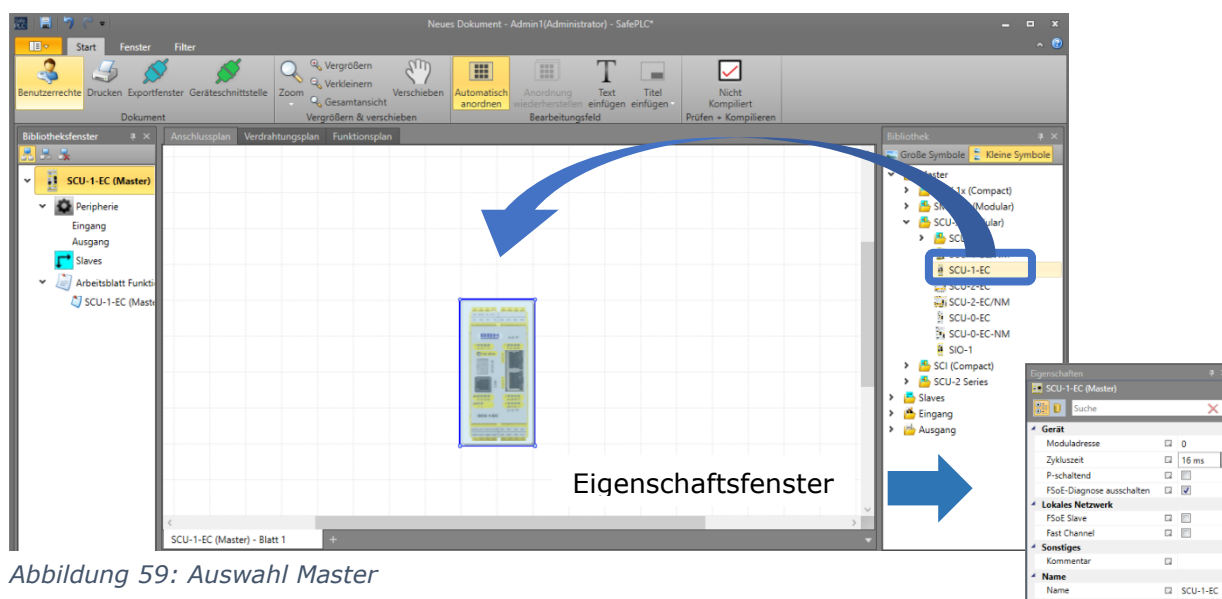 Neues Dokument - Admin1(Administrator) - SafePLC*
Start Fenster Filter
Benutzerrechte Drucken Exportfenster Geräteschnittstelle
Dokument
Zoom
Vergrößern
Verkleinern
Gesamtansicht
Verschieben
Vergrößern & verschieben
Automatisch anordnen
Anordnung wiederherstellen
Text einfügen
Titel einfügen
Bearbeitungsfeld
Nicht Kompiliert
Prüfen + Kompilieren
Bibliotheksfenster
SCU-1-EC (Master)
Peripherie
Eingang
Ausgang
Slaves
Arbeitsblatt Funkti
SCU-1-EC (Maste
Anschlussplan Verdrahtungsplan Funktionsplan
SCU-1-EC (Master) - Blatt 1 +
Eigenschaftsfenster
Bibliothek
Große Symbole Kleine Symbole
1x (Compact)
(Modular)
SCU-1-EC
SCU-2-EC
SCU-2-EC/NM
SCU-0-EC
SCU-0-EC-NM
SIO-1
SCI (Compact)
SCU-2 Series
Slaves
Eingang
Ausgang
Eigenschaften
SCU-1-EC (Master)
Suche
Gerät
Moduladresse 0
Zykluszeit 16 ms
P-schaltend
FSoE-Diagnose ausschalten
Lokales Netzwerk
FSoE Slave
Fast Channel
Sonstiges
Kommentar
Name
Name SCU-1-EC
Abbildung 59: Auswahl Master